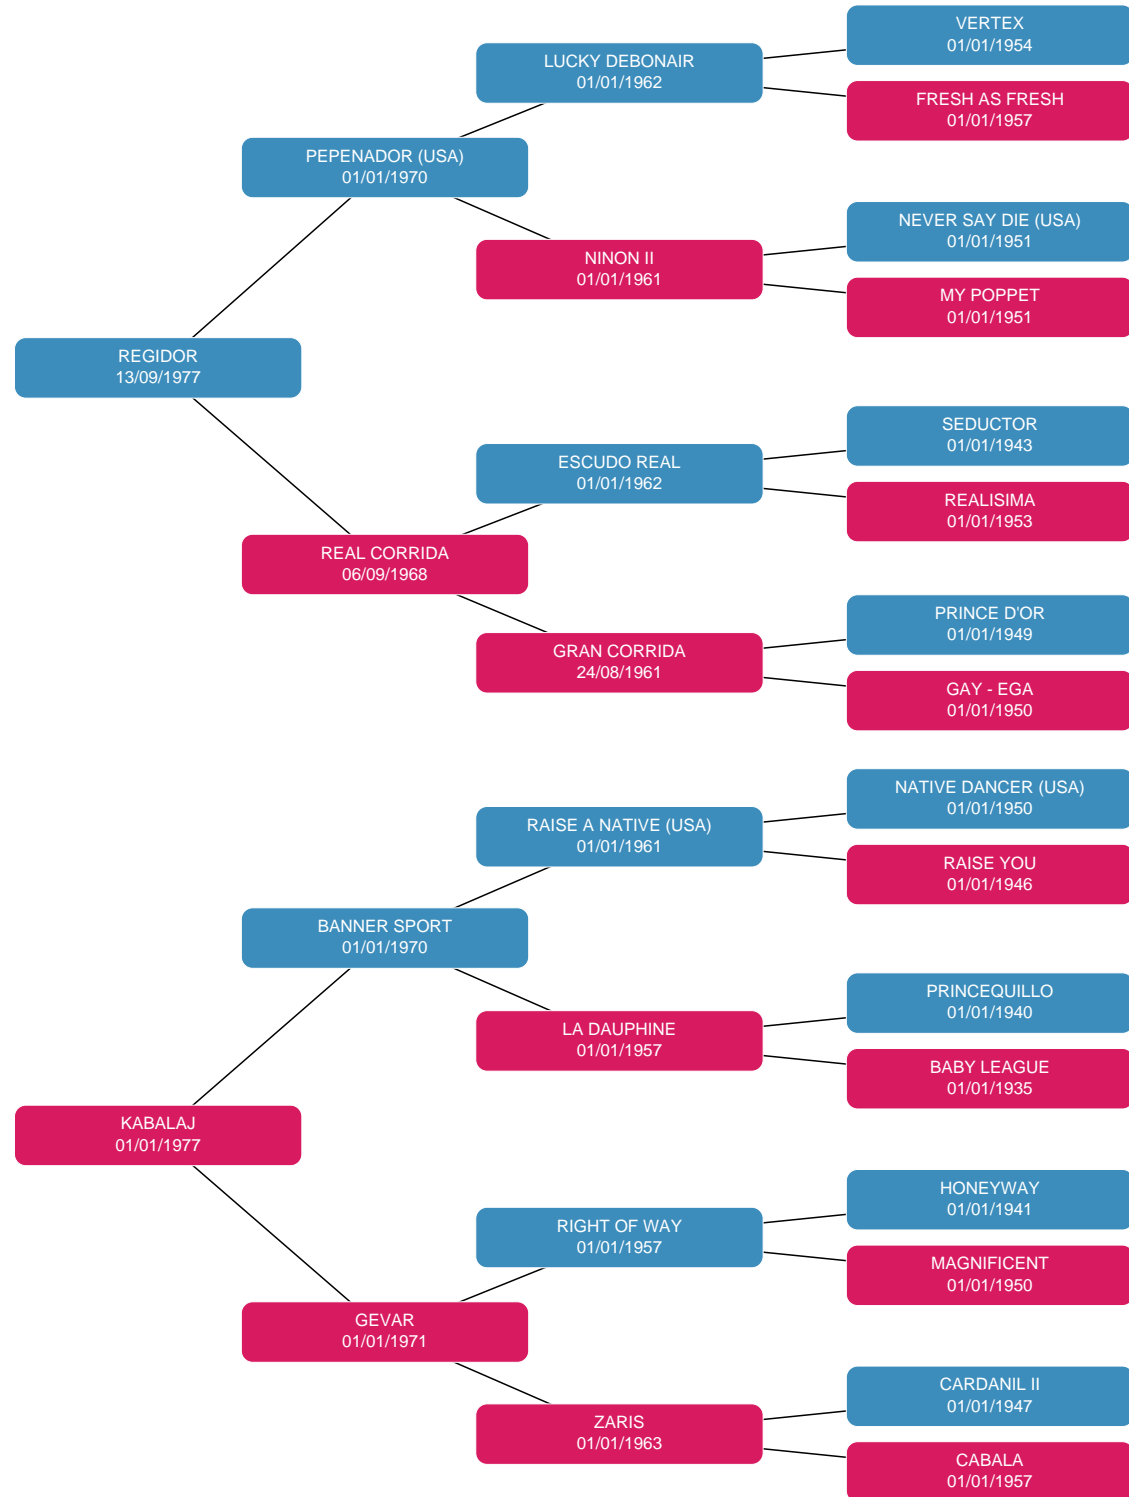 VERTEX
01/01/1954
LUCKY DEBONAIR
01/01/1962
FRESH AS FRESH
01/01/1957
PEPENADOR (USA)
01/01/1970
NEVER SAY DIE (USA)
01/01/1951
NINON II
01/01/1961
MY POPPET
01/01/1951
REGIDOR
13/09/1977
SEDUCTOR
01/01/1943
ESCUDO REAL
01/01/1962
REALISIMA
01/01/1953
REAL CORRIDA
06/09/1968
PRINCE D'OR
01/01/1949
GRAN CORRIDA
24/08/1961
GAY - EGA
01/01/1950
NATIVE DANCER (USA)
01/01/1950
RAISE A NATIVE (USA)
01/01/1961
RAISE YOU
01/01/1946
BANNER SPORT
01/01/1970
PRINCEQUILLO
01/01/1940
LA DAUPHINE
01/01/1957
BABY LEAGUE
01/01/1935
KABALAJ
01/01/1977
HONEYWAY
01/01/1941
RIGHT OF WAY
01/01/1957
MAGNIFICENT
01/01/1950
GEVAR
01/01/1971
CARDANIL II
01/01/1947
ZARIS
01/01/1963
CABALA
01/01/1957